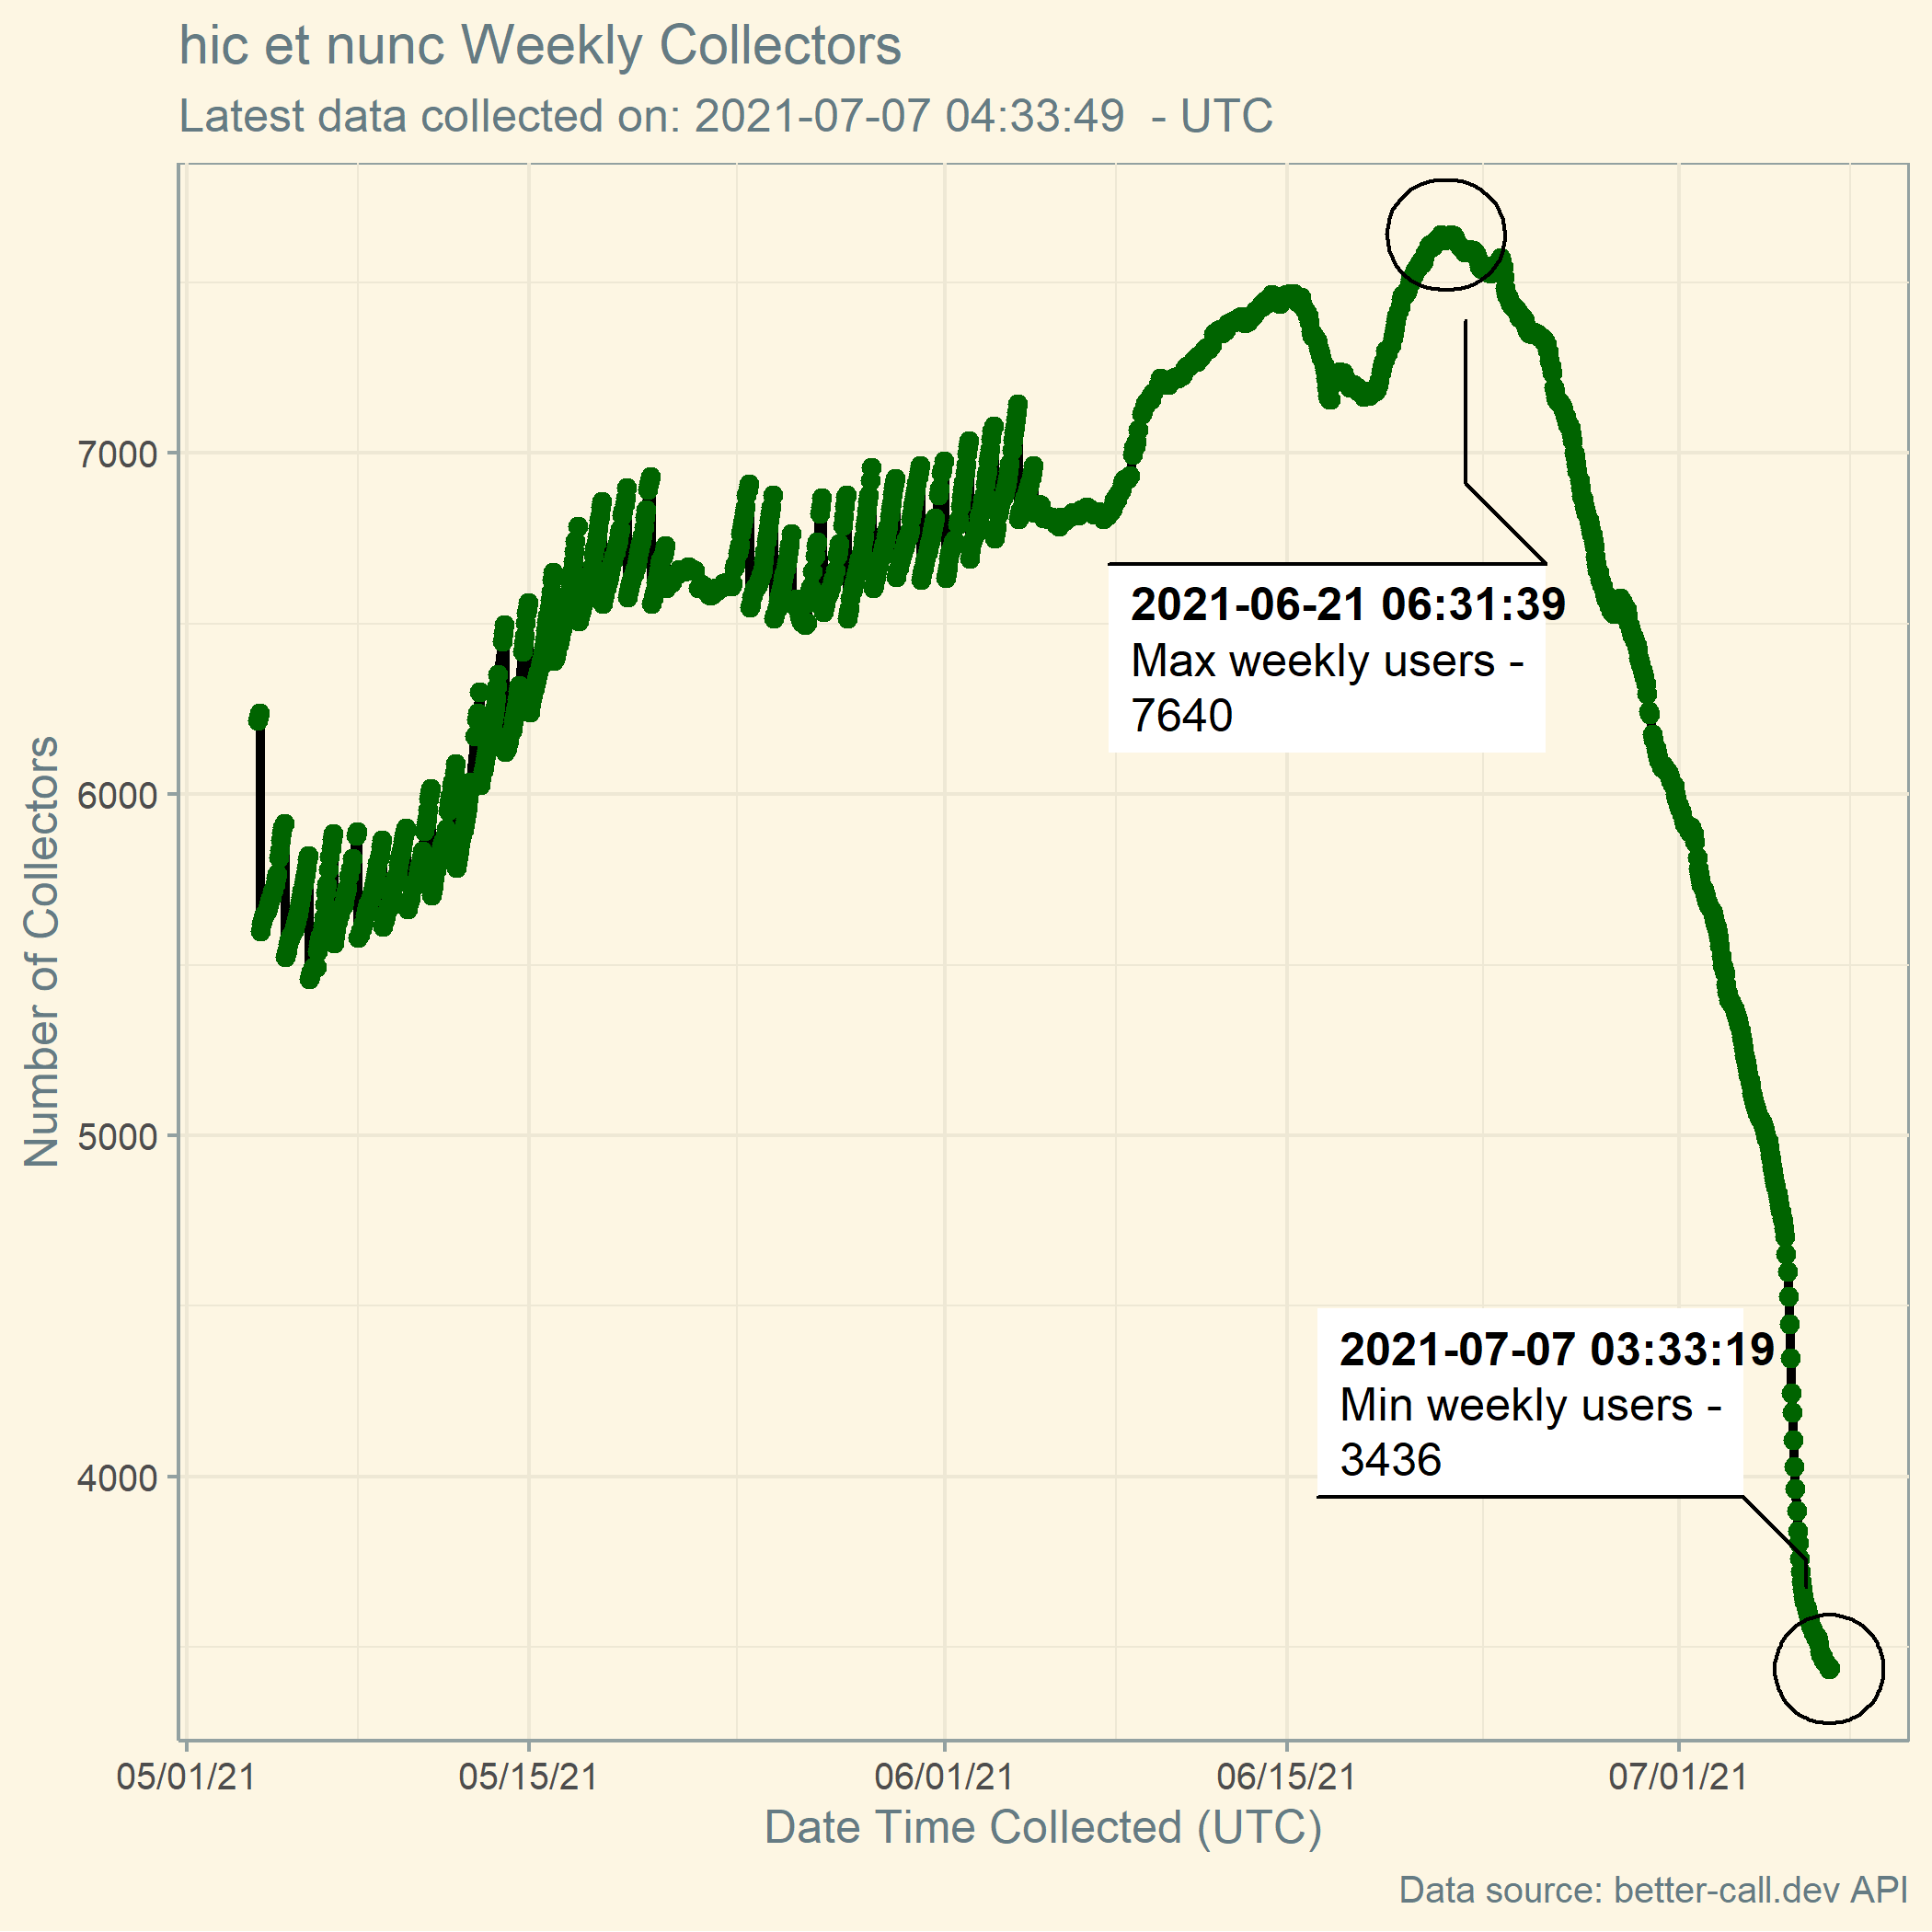 hic et nunc Weekly Collectors
Latest data collected on: 2021-07-07 04:33:49  - UTC
Number of Collectors
7000
6000
5000
4000
2021-06-21 06:31:39
Max weekly users -
7640
2021-07-07 03:33:19
Min weekly users -
3436
05/01/21 05/15/21 06/01/21 06/15/21 07/01/21
Date Time Collected (UTC)
Data source: better-call.dev API